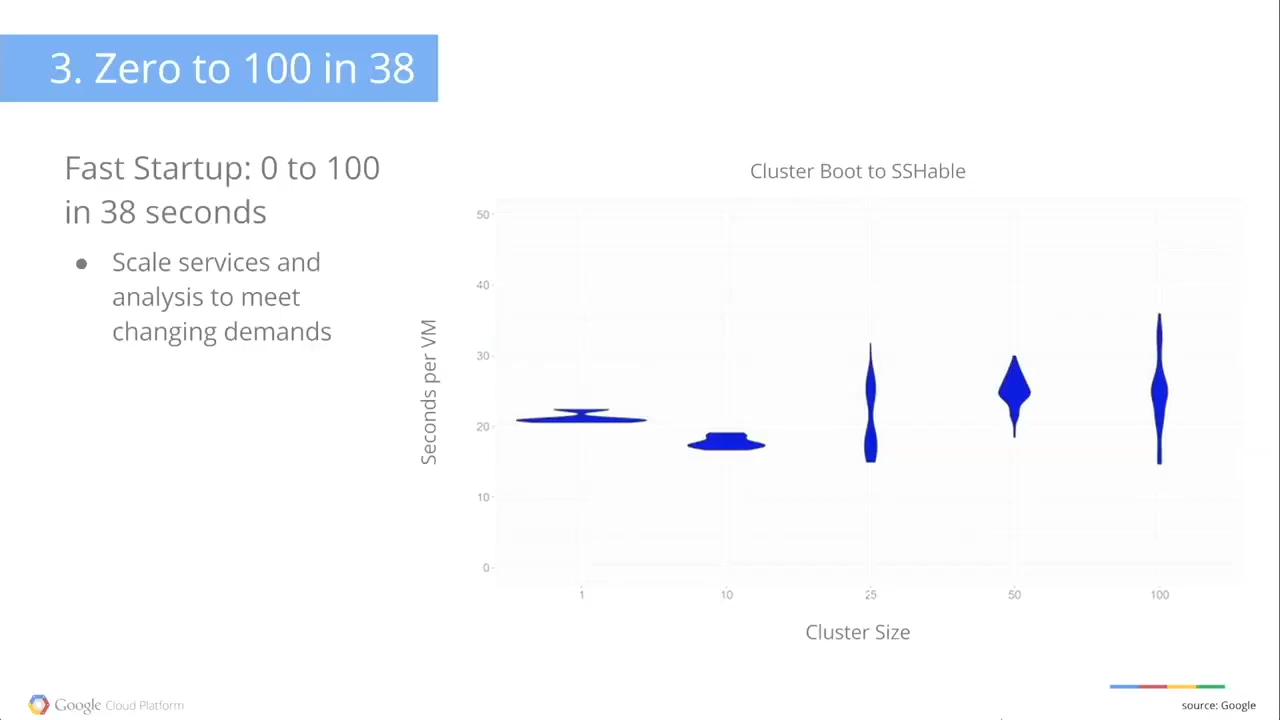 3. Zero to 100 in 38
Fast Startup: 0 to 100
in 38 seconds
● Scale services and
analysis to meet
changing demands
Cluster Boot to SSHable
Seconds per VM
50
40
30
20
10
0
1 10 25 50 100
Cluster Size
Google Cloud Platform
source: Google